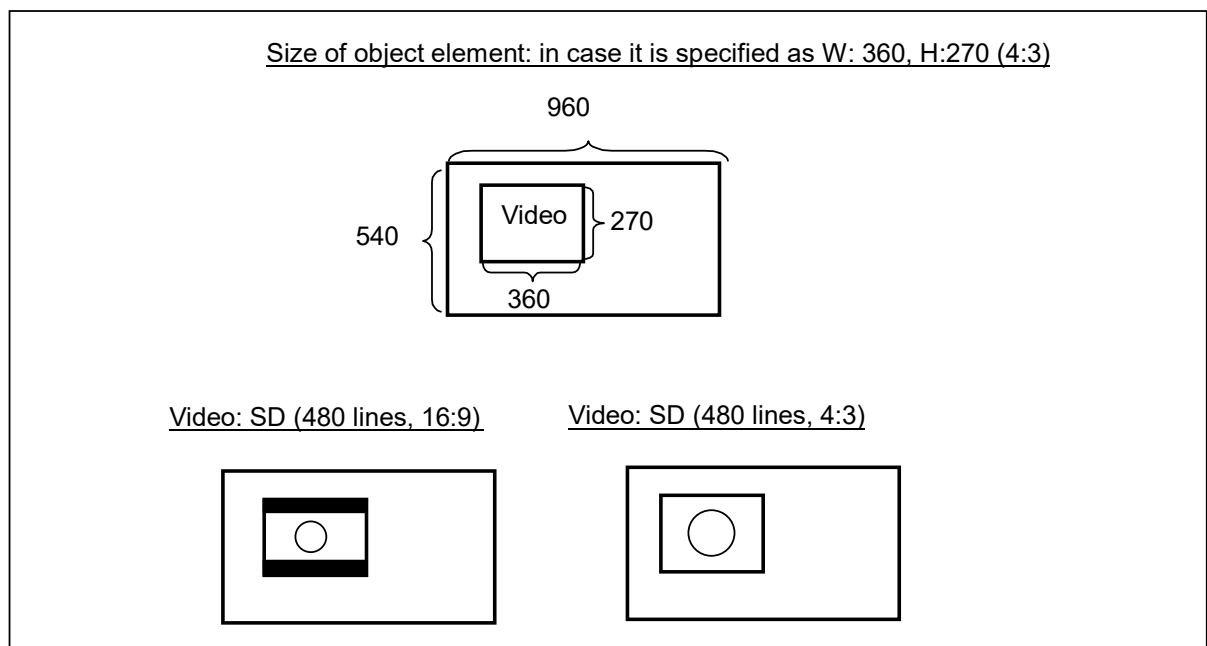 Size of object element: in case it is specified as W: 360, H:270 (4:3)
960
540
Video
270
360
Video: SD (480 lines, 16:9)
Video: SD (480 lines, 4:3)